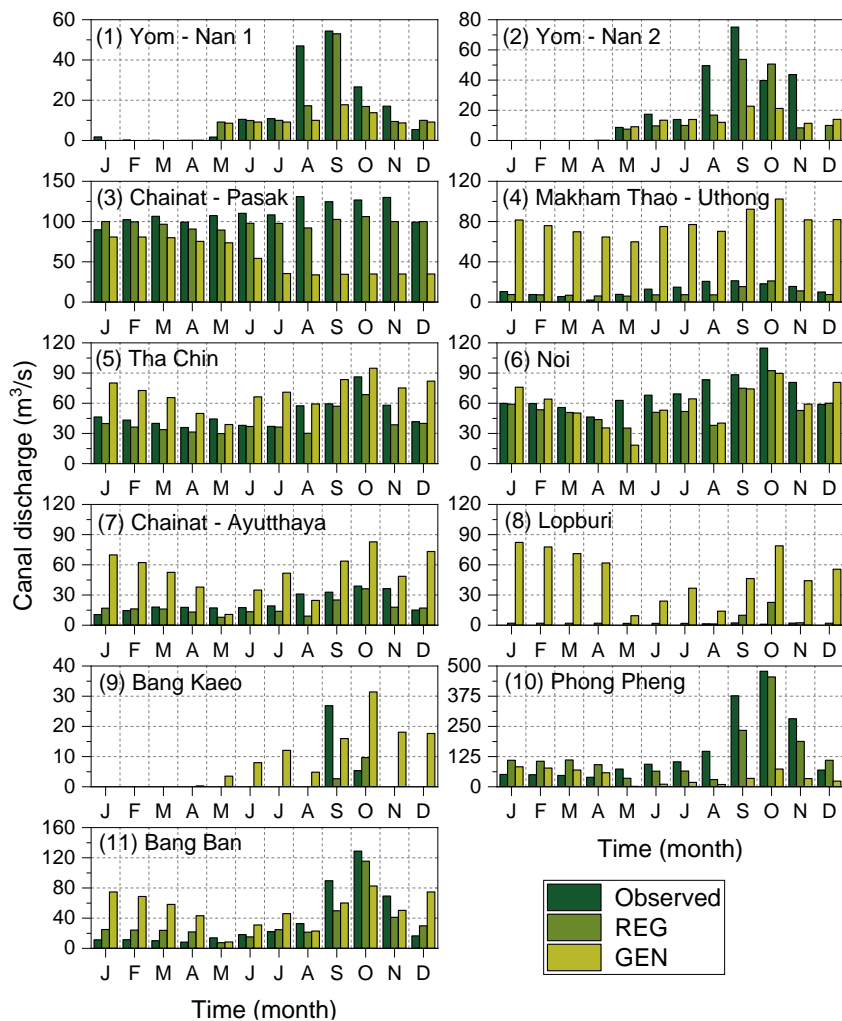 (1) Yom - Nan 1
60
40
20
0
J F M A M J J A S O N D
(2) Yom - Nan 2
80
60
40
20
0
J F M A M J J A S O N D
(3) Chainat - Pasak
150
100
50
0
J F M A M J J A S O N D
(4) Makham Thao - Uthong
120
80
40
0
J F M A M J J A S O N D
(5) Tha Chin
120
90
60
30
0
J F M A M J J A S O N D
(6) Noi
120
90
60
30
0
J F M A M J J A S O N D
(7) Chainat - Ayutthaya
120
90
60
30
0
J F M A M J J A S O N D
(8) Lopburi
120
90
60
30
0
J F M A M J J A S O N D
(9) Bang Kaeo
40
30
20
10
0
J F M A M J J A S O N D
(10) Phong Pheng
500
375
250
125
0
J F M A M J J A S O N D
Time (month)
(11) Bang Ban
160
120
80
40
0
J F M A M J J A S O N D
Time (month)
Canal discharge (m³/s)
Observed
REG
GEN